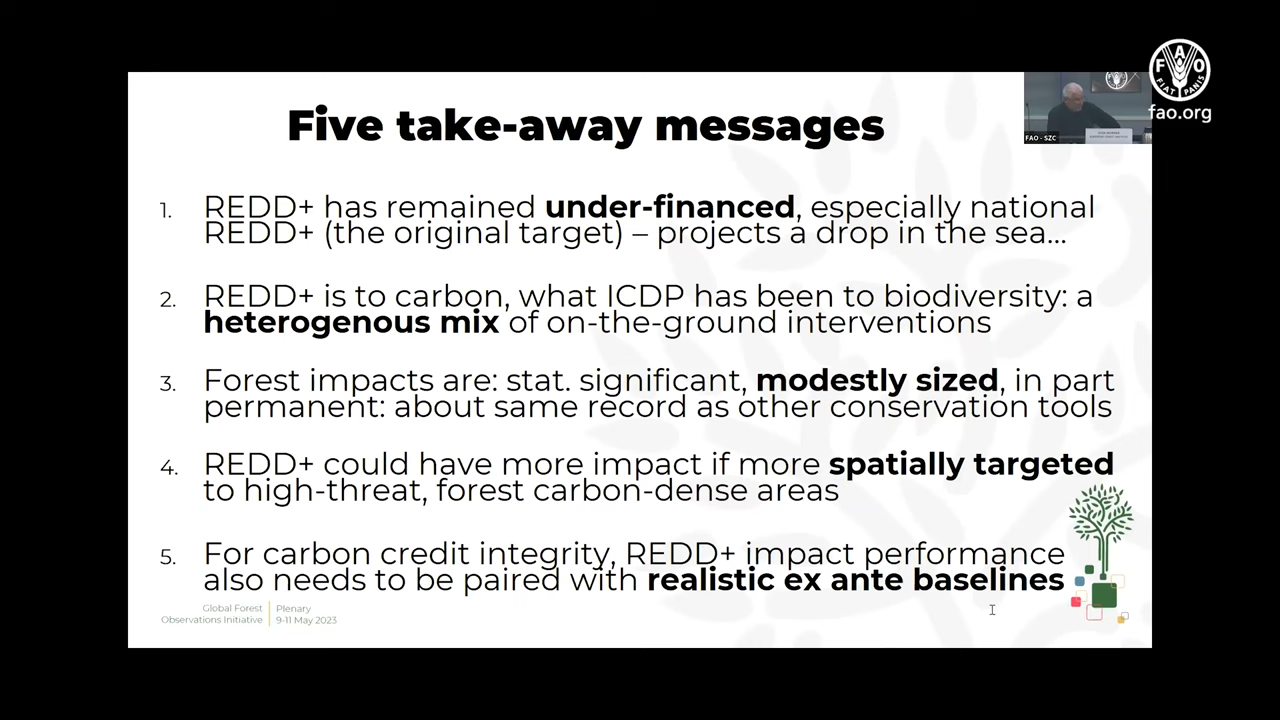 Five take-away messages
1. REDD+ has remained under-financed, especially national
REDD+ (the original target) – projects a drop in the sea...
2. REDD+ is to carbon, what ICDP has been to biodiversity: a
heterogenous mix of on-the-ground interventions
3. Forest impacts are: stat. significant, modestly sized, in part
permanent: about same record as other conservation tools
4. REDD+ could have more impact if more spatially targeted
to high-threat, forest carbon-dense areas
5. For carbon credit integrity, REDD+ impact performance
also needs to be paired with realistic ex ante baselines
Global Forest
Observations Initiative
Plenary
9-11 May 2023
FAO - SZC
F A O
FIAT PANIS
fao.org